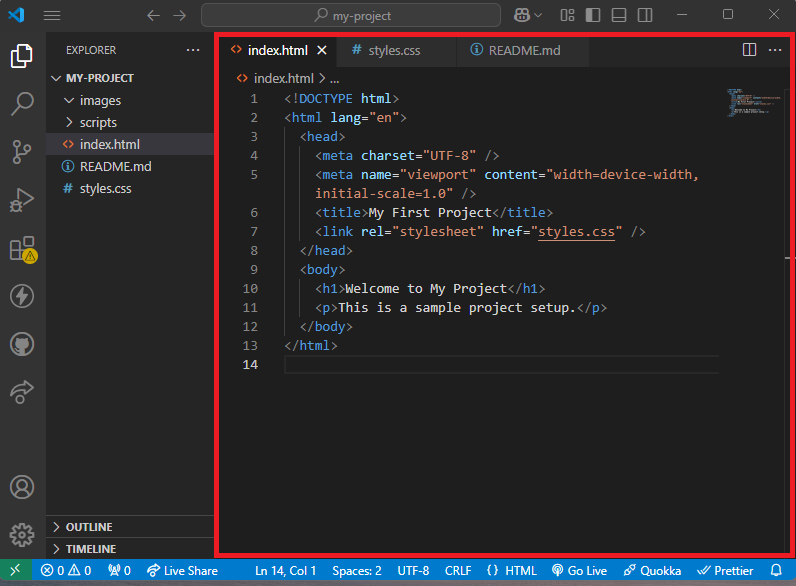 my-project
EXPLORER
MY-PROJECT
images
scripts
index.html
README.md
styles.css
OUTLINE
TIMELINE
index.html
styles.css
README.md
index.html > ...
1 <!DOCTYPE html>
2 <html lang="en">
3 <head>
4 <meta charset="UTF-8" />
5 <meta name="viewport" content="width=device-width,
initial-scale=1.0" />
6 <title>My First Project</title>
7 <link rel="stylesheet" href="styles.css" />
8 </head>
9 <body>
10 <h1>Welcome to My Project</h1>
11 <p>This is a sample project setup.</p>
12 </body>
13 </html>
14
0 0 0 Live Share Ln 14, Col 1 Spaces: 2 UTF-8 CRLF {} HTML Go Live Quokka Prettier